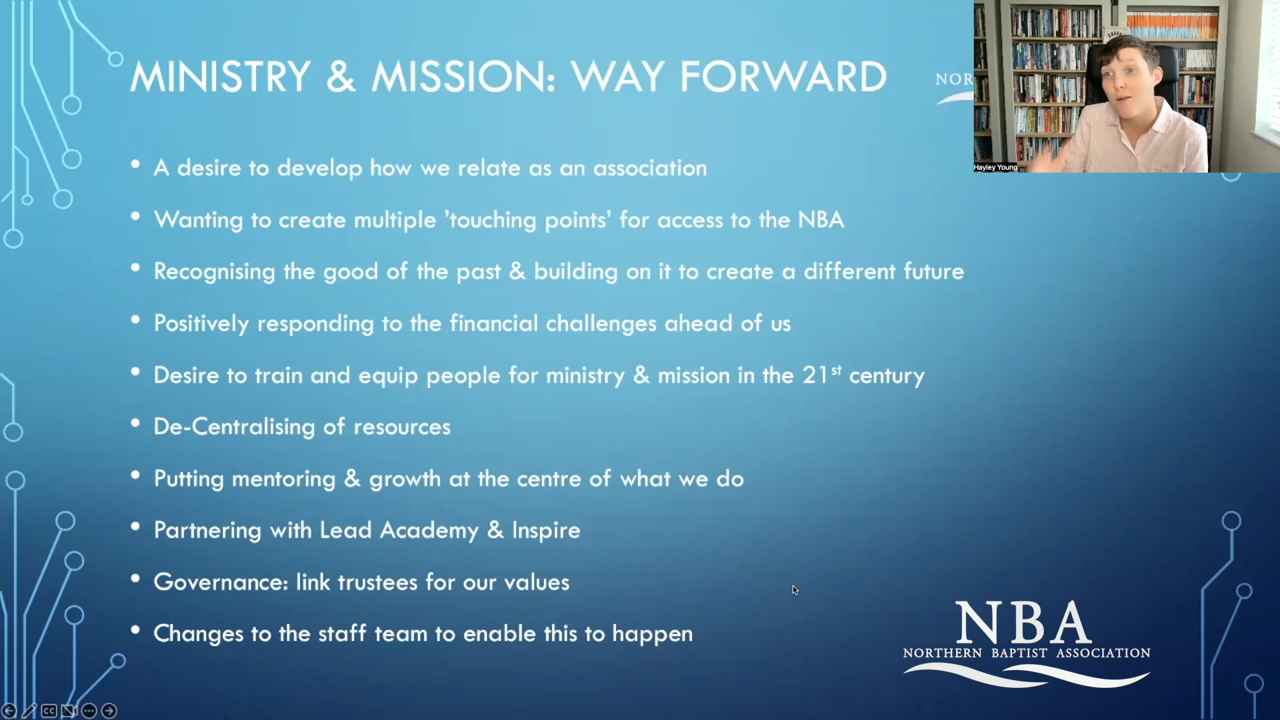 MINISTRY & MISSION: WAY FORWARD
NOR
Hayley Young
• A desire to develop how we relate as an association
• Wanting to create multiple ’touching points’ for access to the NBA
• Recognising the good of the past & building on it to create a different future
• Positively responding to the financial challenges ahead of us
• Desire to train and equip people for ministry & mission in the 21st century
• De-Centralising of resources
• Putting mentoring & growth at the centre of what we do
• Partnering with Lead Academy & Inspire
• Governance: link trustees for our values
• Changes to the staff team to enable this to happen
NBA
NORTHERN BAPTIST ASSOCIATION
CC